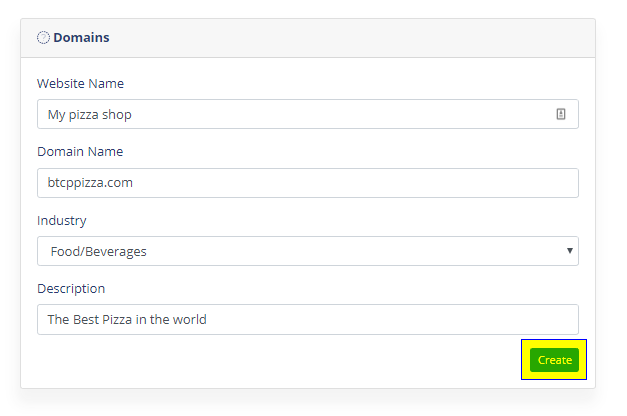 Domains
Website Name
My pizza shop
Domain Name
btcppizza.com
Industry
Food/Beverages
Description
The Best Pizza in the world
Create